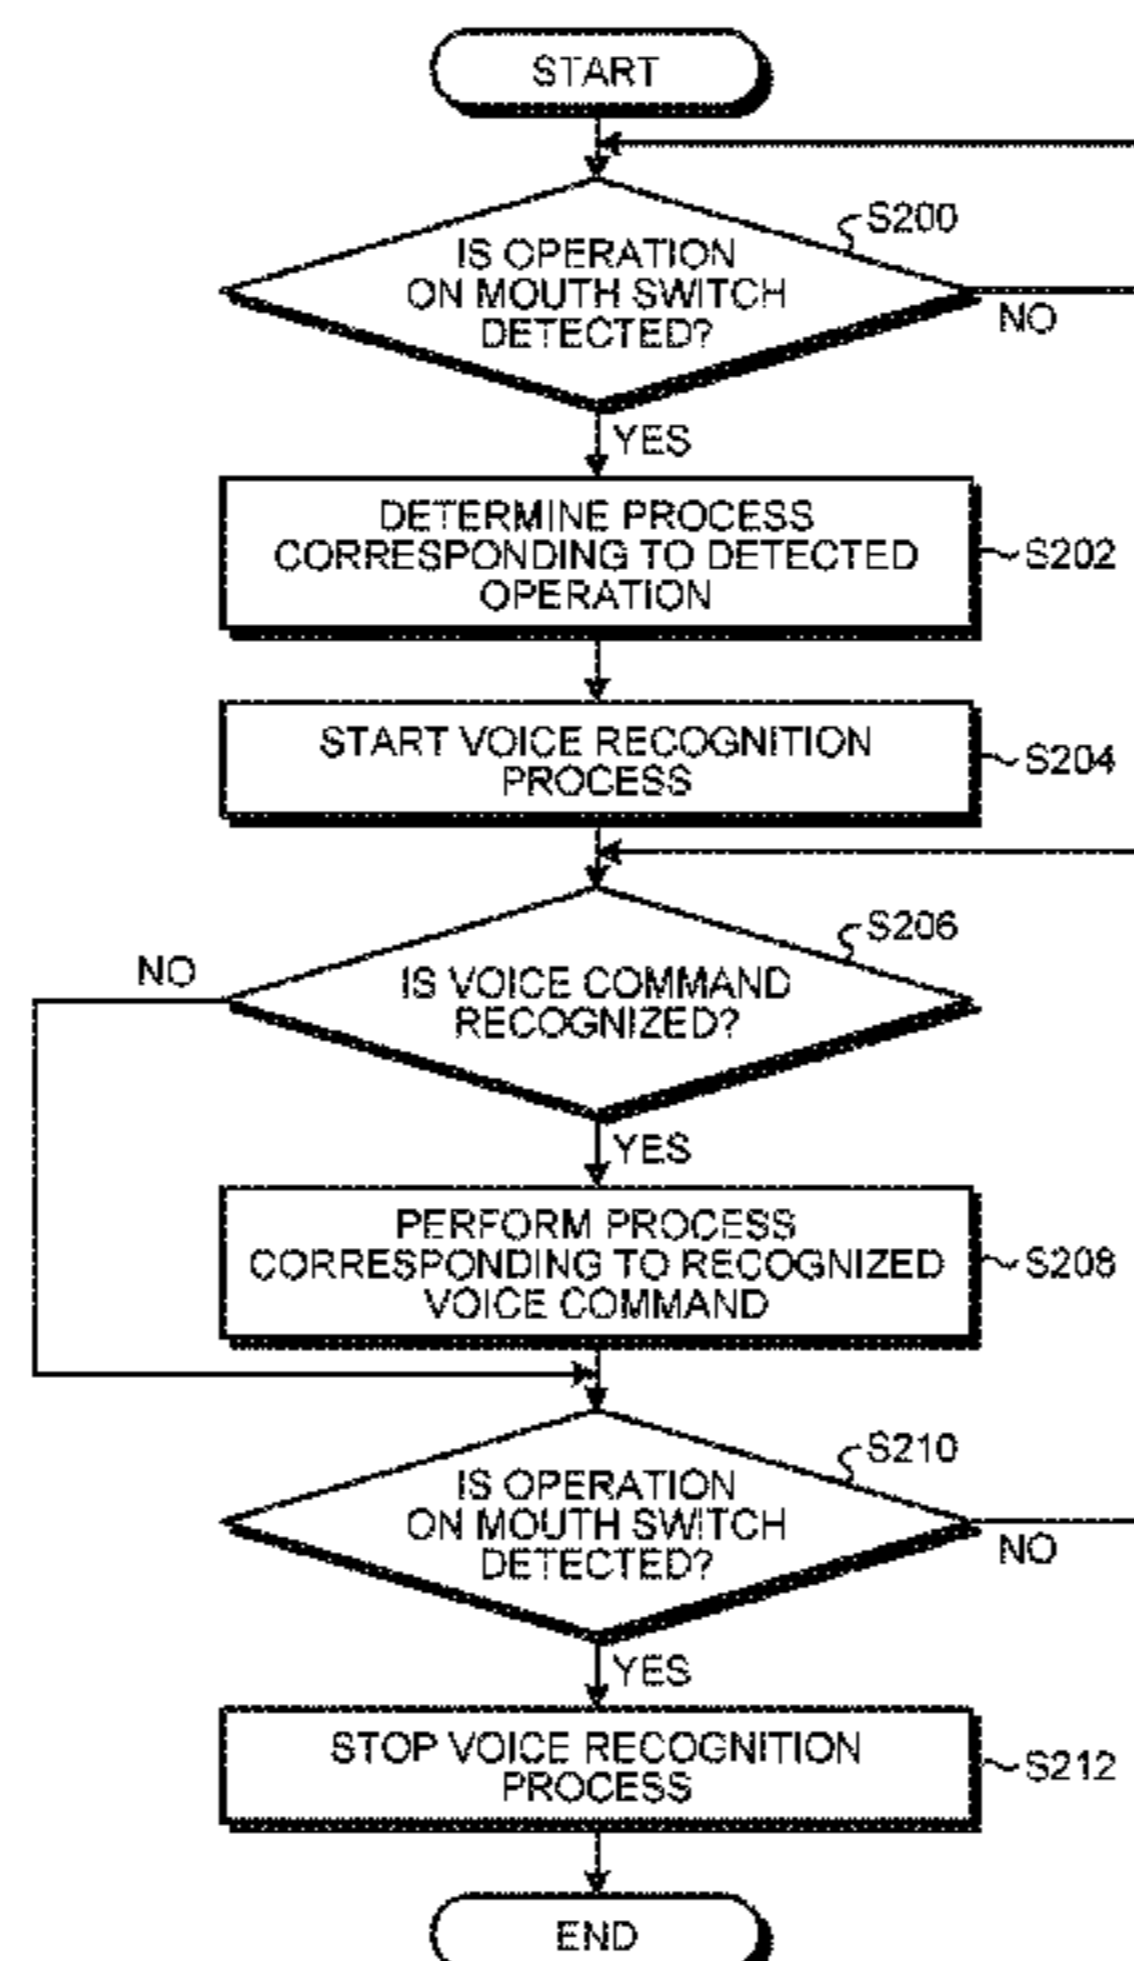 START
S200
IS OPERATION
ON MOUTH SWITCH
DETECTED?
NO
YES
DETERMINE PROCESS
CORRESPONDING TO DETECTED
OPERATION
S202
START VOICE RECOGNITION
PROCESS
S204
S206
NO
IS VOICE COMMAND
RECOGNIZED?
YES
PERFORM PROCESS
CORRESPONDING TO RECOGNIZED
VOICE COMMAND
S208
S210
IS OPERATION
ON MOUTH SWITCH
DETECTED?
NO
YES
STOP VOICE RECOGNITION
PROCESS
S212
END